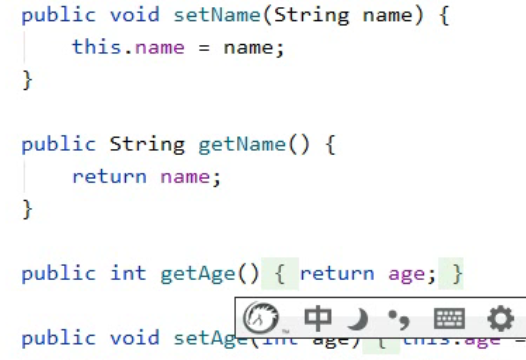 public void setName(String name) {
this.name = name;
}
public String getName() {
return name;
}
public int getAge() { return age; }
中
public void setAge(int age) { this.age =